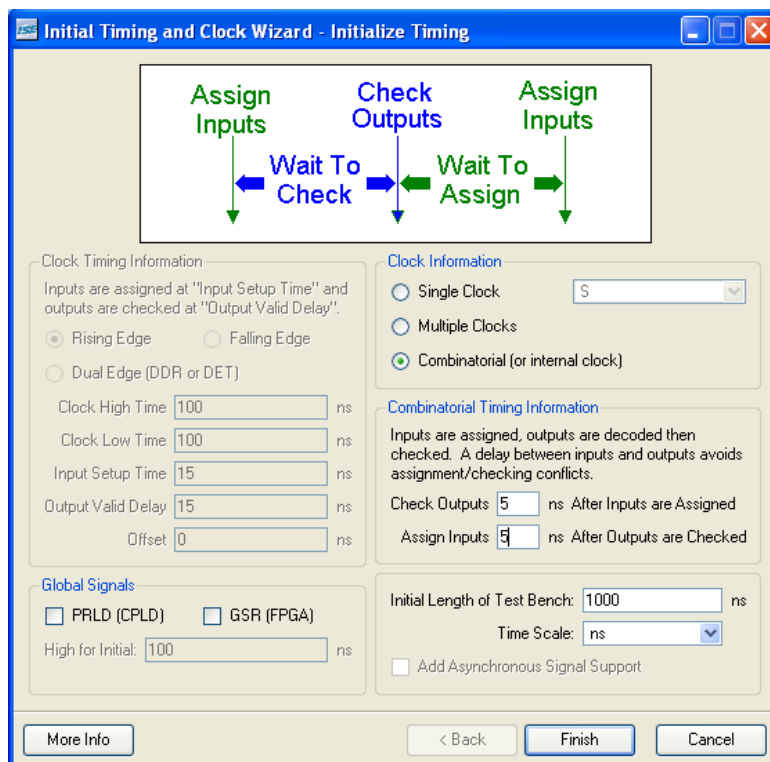 ISE Initial Timing and Clock Wizard - Initialize Timing
Assign Inputs
Check Outputs
Assign Inputs
Wait To Check
Wait To Assign
Clock Timing Information
Inputs are assigned at "Input Setup Time" and
outputs are checked at "Output Valid Delay".
Rising Edge Falling Edge
Dual Edge (DDR or DET)
Clock High Time 100 ns
Clock Low Time 100 ns
Input Setup Time 15 ns
Output Valid Delay 15 ns
Offset 0 ns
Global Signals
PRLD (CPLD) GSR (FPGA)
High for Initial: 100 ns
Clock Information
Single Clock S
Multiple Clocks
Combinatorial (or internal clock)
Combinatorial Timing Information
Inputs are assigned, outputs are decoded then
checked. A delay between inputs and outputs avoids
assignment/checking conflicts.
Check Outputs 5 ns After Inputs are Assigned
Assign Inputs 5 ns After Outputs are Checked
Initial Length of Test Bench: 1000 ns
Time Scale: ns
Add Asynchronous Signal Support
More Info < Back Finish Cancel